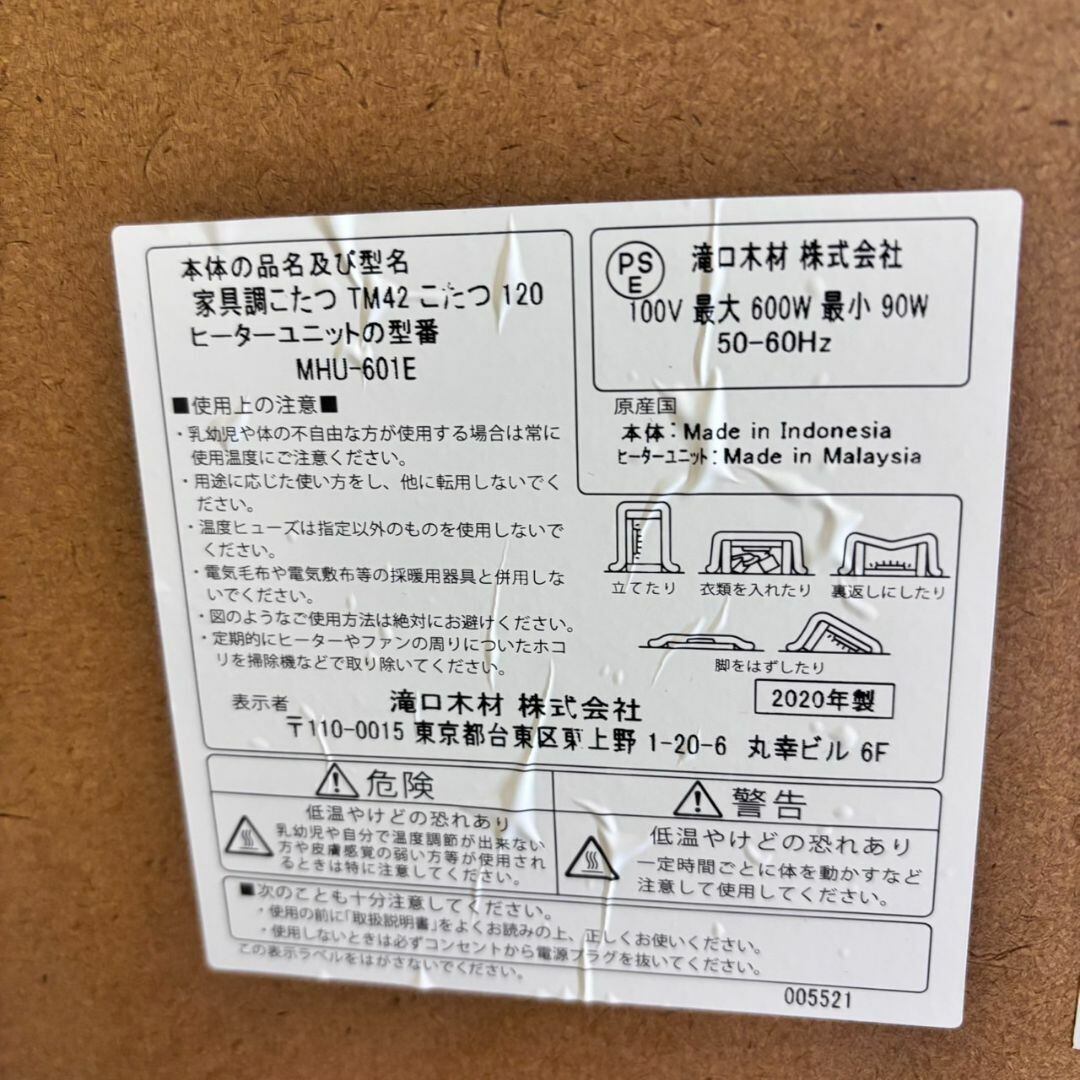 本体の品名及び型名
家具調こたつ TM42 こたつ 120
ヒーターユニットの型番
MHU-601E
■使用上の注意■
・乳幼児や体の不自由な方が使用する場合は常に
使用温度にご注意ください。
・用途に応じた使い方をし、他に転用しないでく
ださい。
・温度ヒューズは指定以外のものを使用しないで
ください。
・電気毛布や電気敷布等の採暖用器具と併用しな
いでください。
・図のようなご使用方法は絶対にお避けください。
・定期的にヒーターやファンの周りについたホコ
リを掃除機などで取り除いてください。
PS
E
滝口木材 株式会社
100V 最大 600W 最小 90W
50-60Hz
原産国
本体：Made in Indonesia
ヒーターユニット：Made in Malaysia
立てたり
衣類を入れたり
裏返しにしたり
脚をはずしたり
表示者
滝口木材 株式会社
2020年製
〒110-0015 東京都台東区東上野 1-20-6 丸幸ビル 6F
危険
低温やけどの恐れあり
乳幼児や自分で温度調節が出来ない
方や皮膚感覚の弱い方等が使用され
るときは特に注意してください。
警告
低温やけどの恐れあり
一定時間ごとに体を動かすなど
注意して使用してください。
■次のことも十分注意してください。
・使用の前に「取扱説明書」をよくお読みの上、正しくお使いください。
・使用しないときは必ずコンセントから電源プラグを抜いてください。
この表示ラベルをはがさないでください。
005521